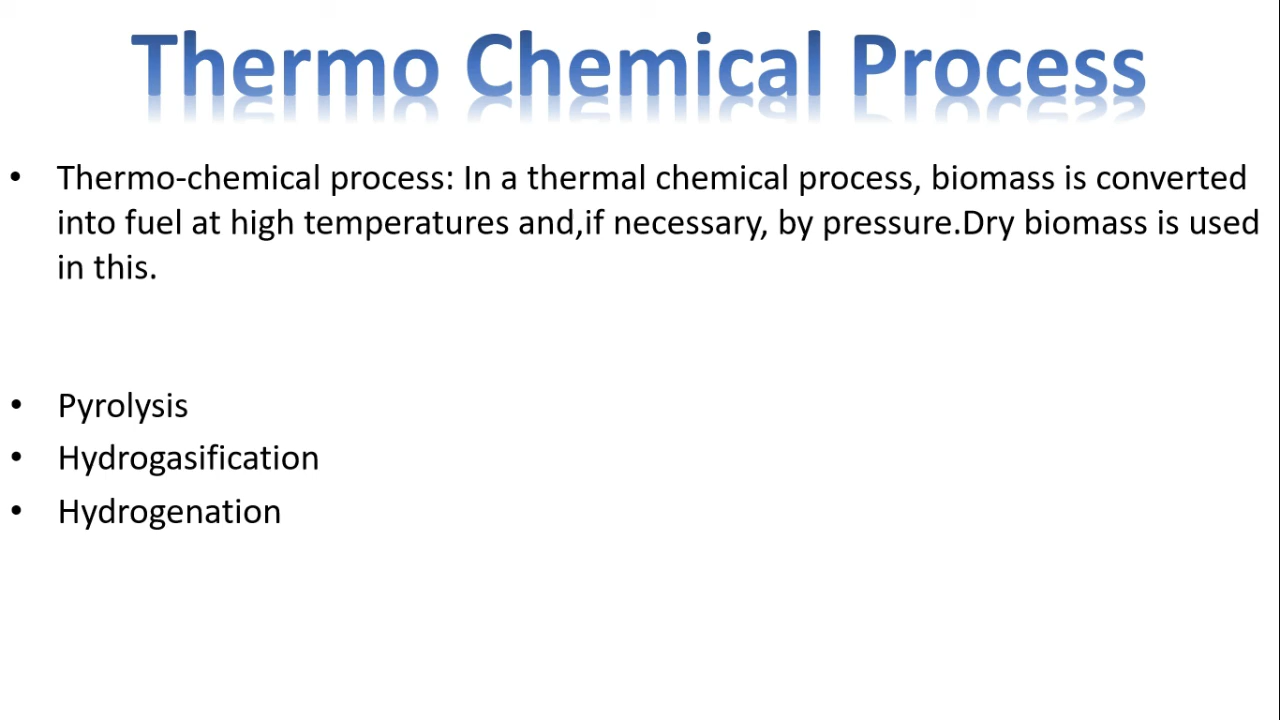 Thermo Chemical Process
• Thermo-chemical process: In a thermal chemical process, biomass is converted
into fuel at high temperatures and,if necessary, by pressure.Dry biomass is used
in this.
• Pyrolysis
• Hydrogasification
• Hydrogenation